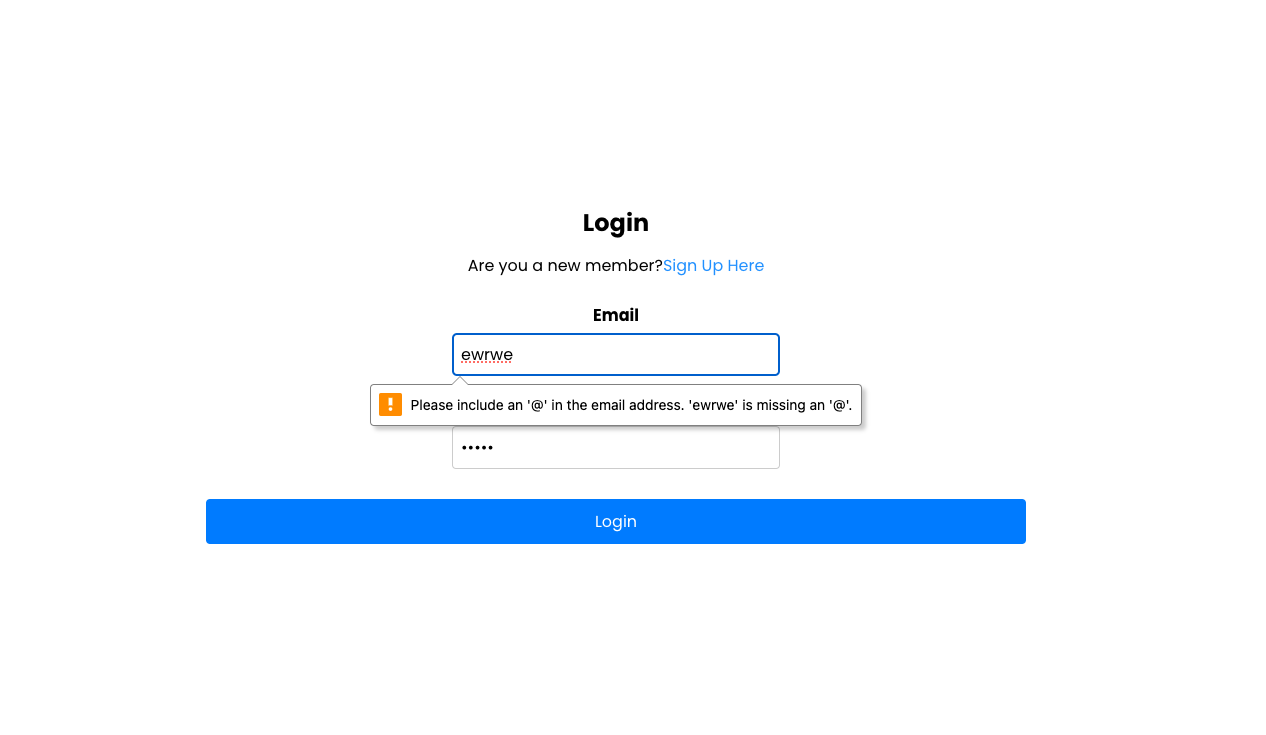 Login
Are you a new member?Sign Up Here
Email
ewrwe
Please include an '@' in the email address. 'ewrwe' is missing an '@'.
•••••
Login